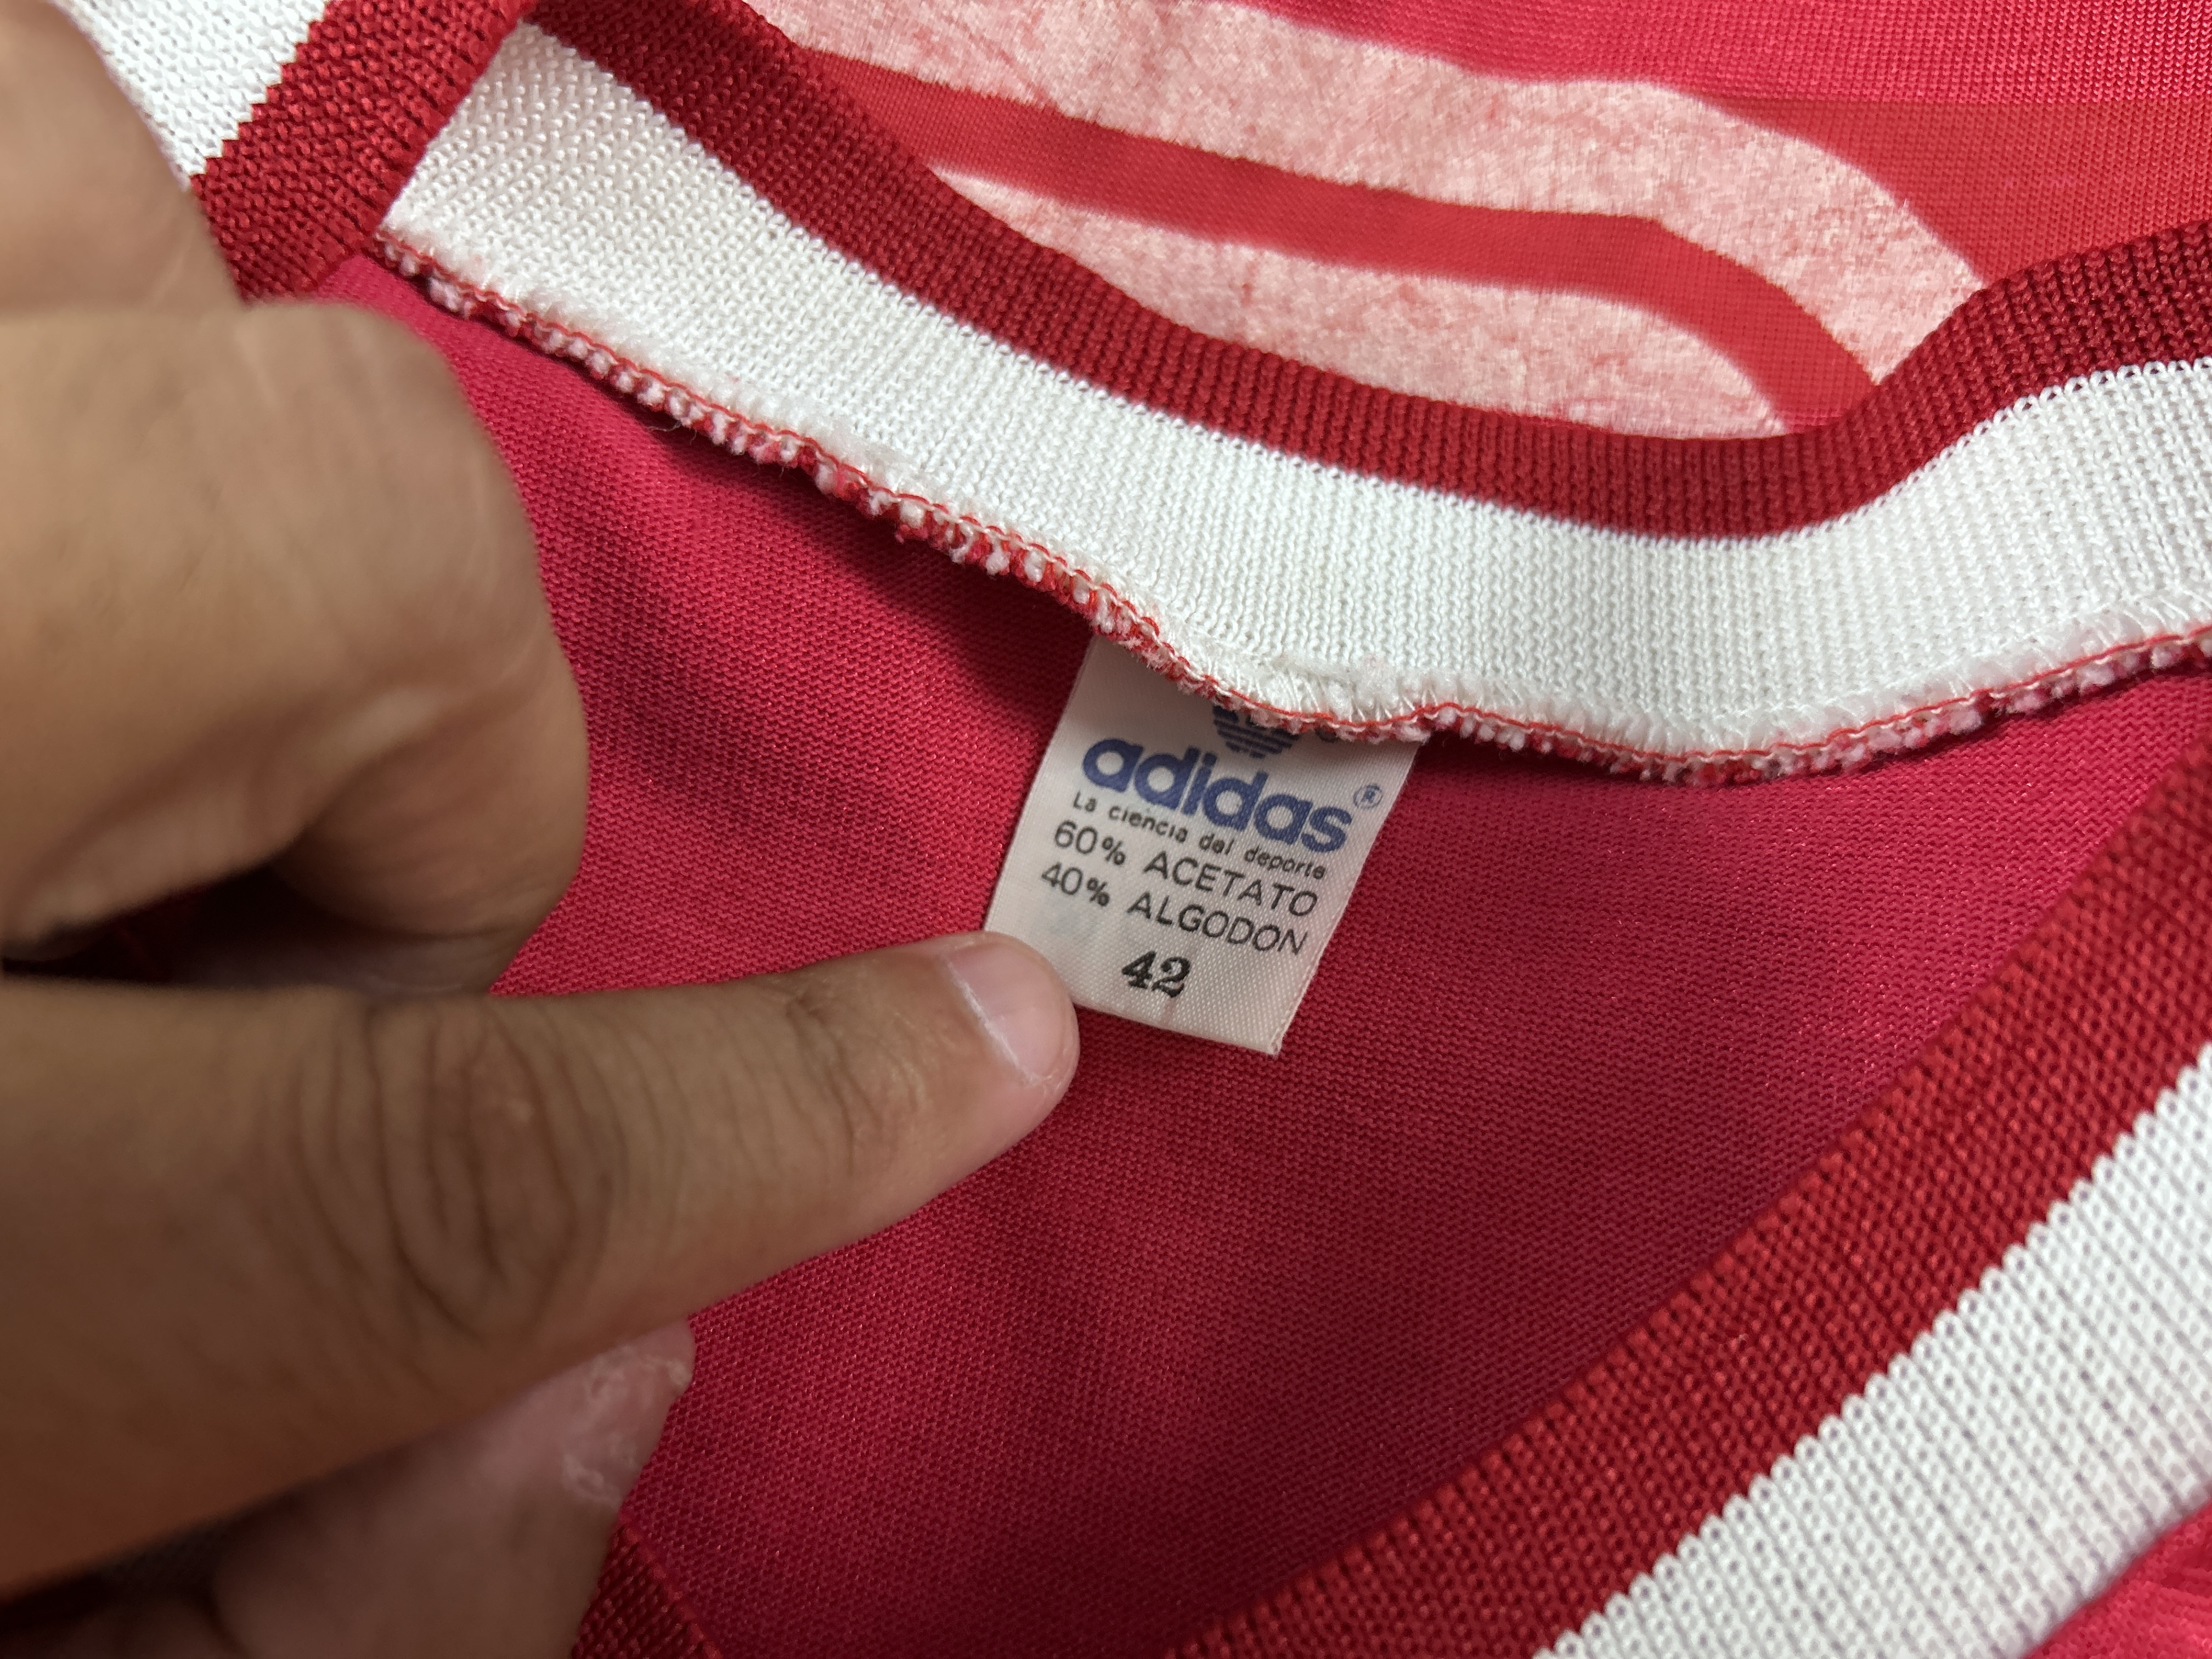 adidas®
La ciencia del deporte
60% ACETATO
40% ALGODON
42